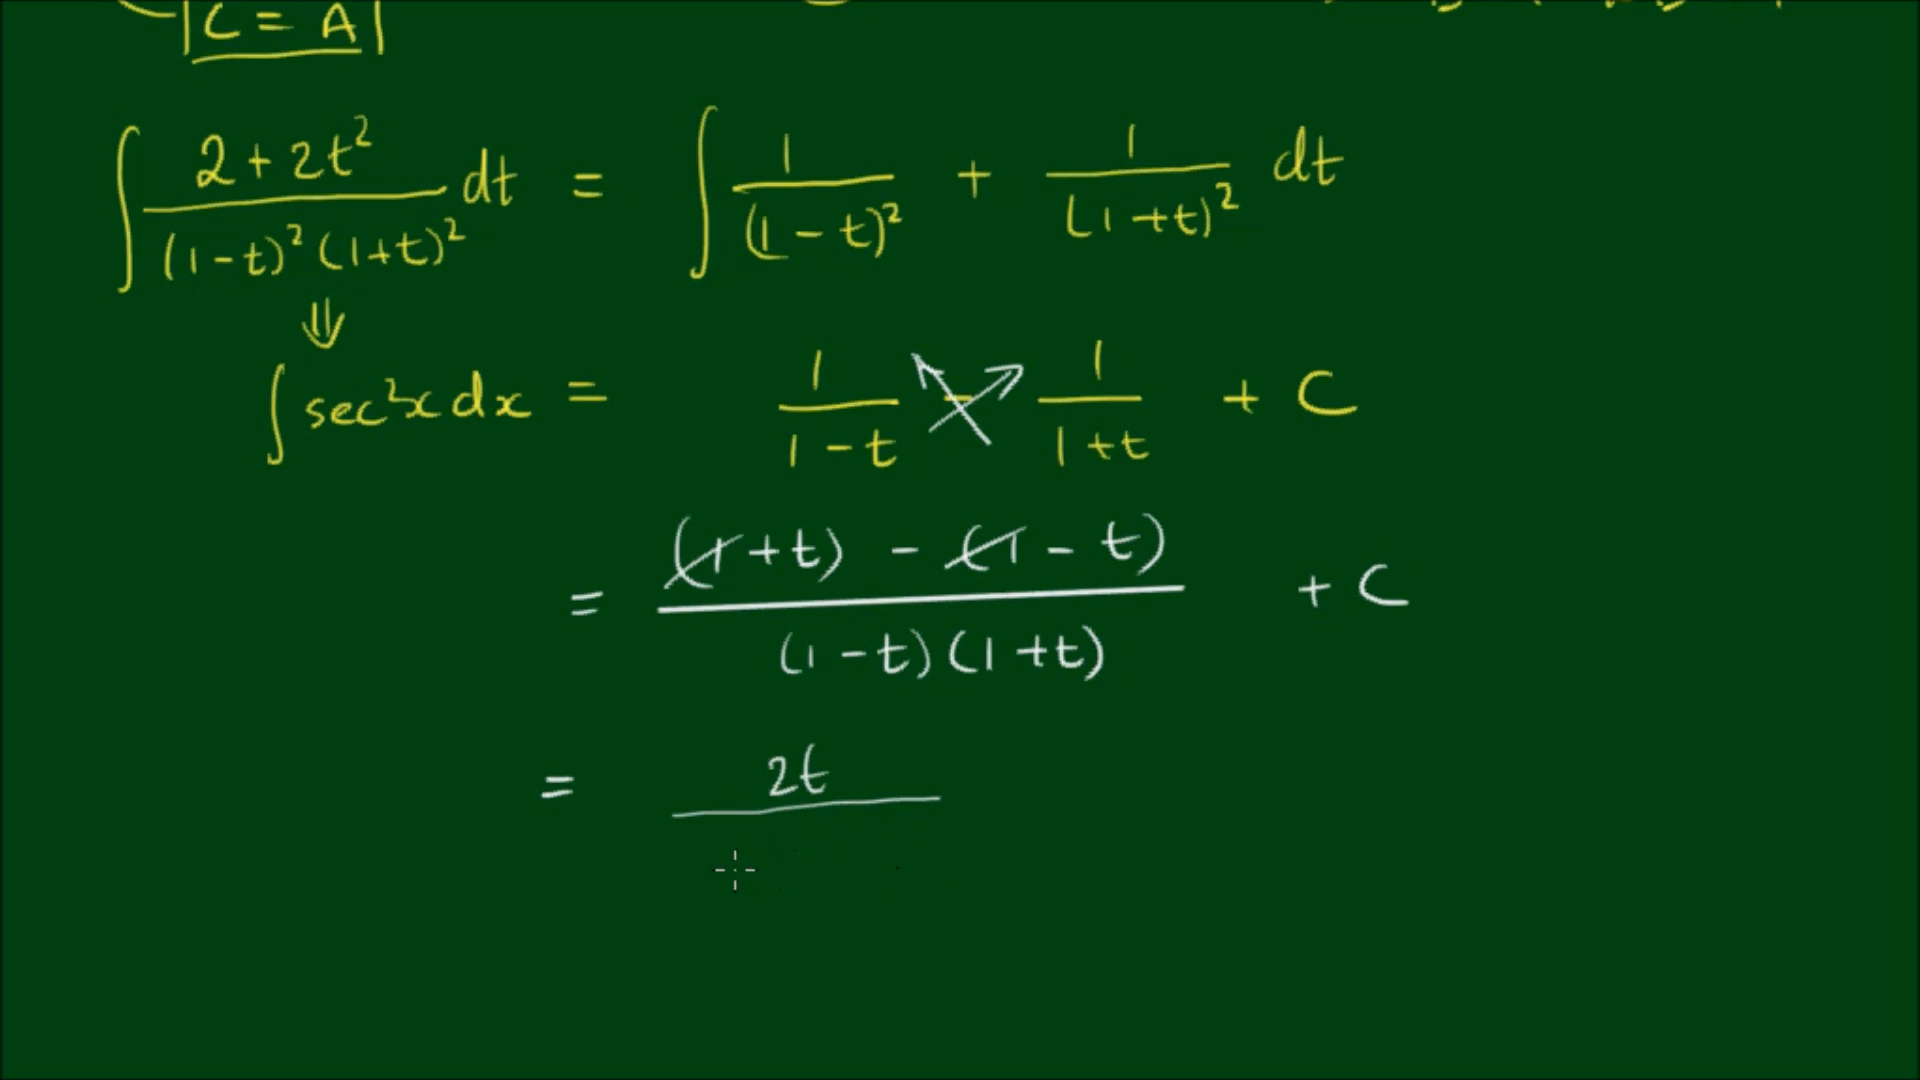 C = A
∫ (2 + 2t²)/((1-t)²(1+t)²) dt = ∫ 1/(1-t)² + 1/(1+t)² dt
⇓
∫ sec²x dx = 1/(1-t) - 1/(1+t) + C
= ((1+t) - (1-t))/((1-t)(1+t)) + C
= 2t